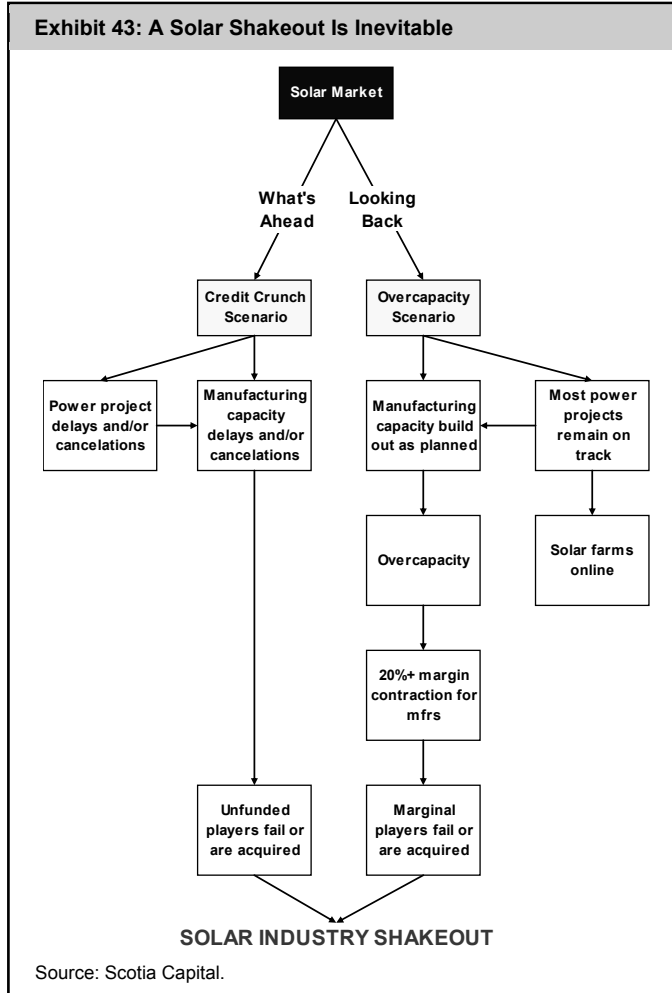 Exhibit 43: A Solar Shakeout Is Inevitable
Solar Market
What's
Ahead
Looking
Back
Credit Crunch
Scenario
Overcapacity
Scenario
Power project
delays and/or
cancelations
Manufacturing
capacity
delays and/or
cancelations
Manufacturing
capacity build
out as planned
Most power
projects
remain on
track
Overcapacity
Solar farms
online
20%+ margin
contraction for
mfrs
Unfunded
players fail or
are acquired
Marginal
players fail or
are acquired
SOLAR INDUSTRY SHAKEOUT
Source: Scotia Capital.